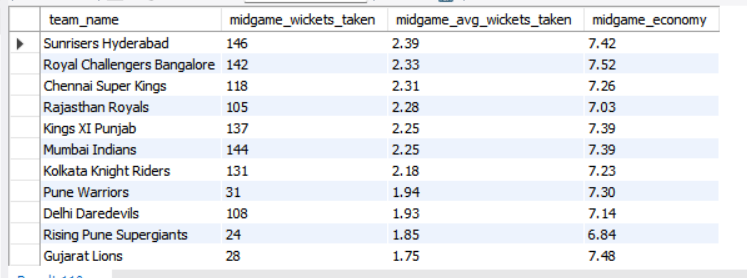 team_name midgame_wickets_taken midgame_avg_wickets_taken midgame_economy
Sunrisers Hyderabad 146 2.39 7.42
Royal Challengers Bangalore 142 2.33 7.52
Chennai Super Kings 118 2.31 7.26
Rajasthan Royals 105 2.28 7.03
Kings XI Punjab 137 2.25 7.39
Mumbai Indians 144 2.25 7.39
Kolkata Knight Riders 131 2.18 7.23
Pune Warriors 31 1.94 7.30
Delhi Daredevils 108 1.93 7.14
Rising Pune Supergiants 24 1.85 6.84
Gujarat Lions 28 1.75 7.48